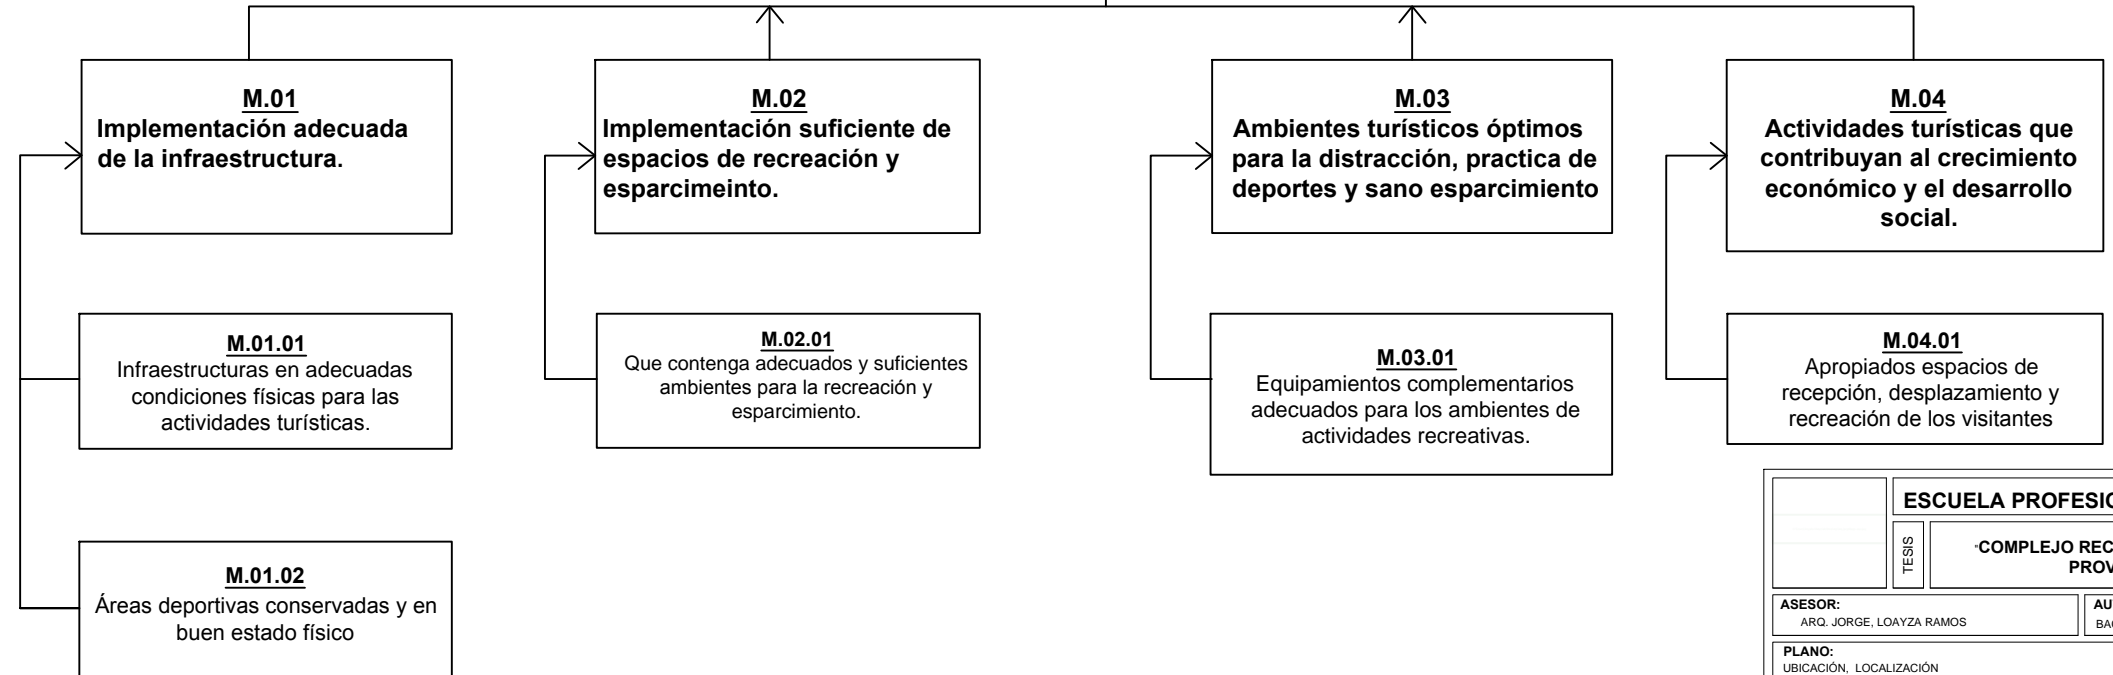 M.01
Implementación adecuada
de la infraestructura.
M.02
Implementación suficiente de
espacios de recreación y
esparcimeinto.
M.03
Ambientes turísticos óptimos
para la distracción, practica de
deportes y sano esparcimiento
M.04
Actividades turísticas que
contribuyan al crecimiento
económico y el desarrollo
social.
M.01.01
Infraestructuras en adecuadas
condiciones físicas para las
actividades turísticas.
M.02.01
Que contenga adecuados y suficientes
ambientes para la recreación y
esparcimiento.
M.03.01
Equipamientos complementarios
adecuados para los ambientes de
actividades recreativas.
M.04.01
Apropiados espacios de
recepción, desplazamiento y
recreación de los visitantes
M.01.02
Áreas deportivas conservadas y en
buen estado físico
ESCUELA PROFESIO
TESIS
"COMPLEJO REC
PROV
ASESOR:
ARQ. JORGE, LOAYZA RAMOS
AU
BA
PLANO:
UBICACIÓN, LOCALIZACIÓN